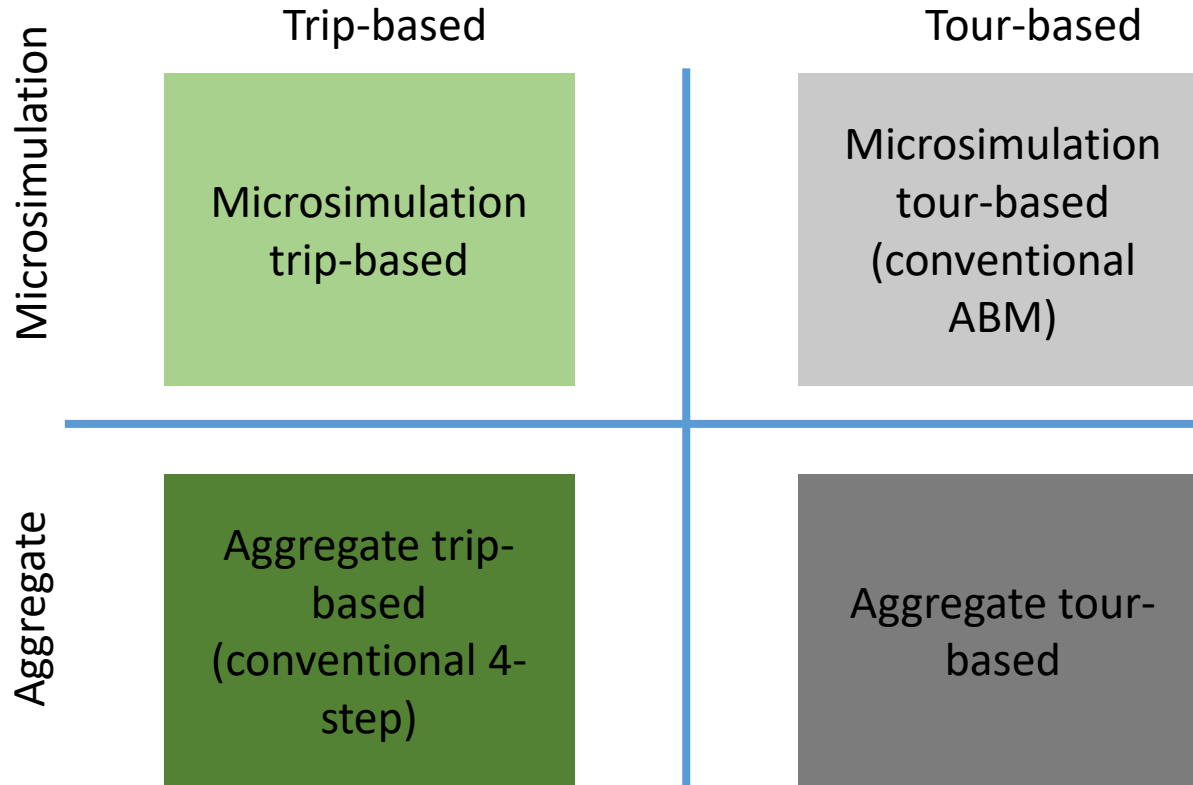 Trip-based
Tour-based
Microsimulation
Microsimulation
trip-based
Microsimulation
tour-based
(conventional
ABM)
Aggregate
Aggregate trip-
based
(conventional 4-
step)
Aggregate tour-
based